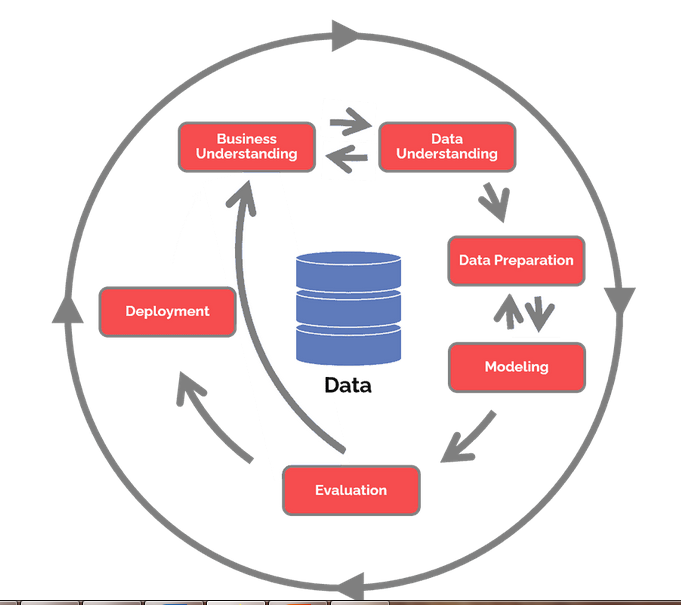 Business
Understanding
Data
Understanding
Data Preparation
Deployment
Modeling
Data
Evaluation